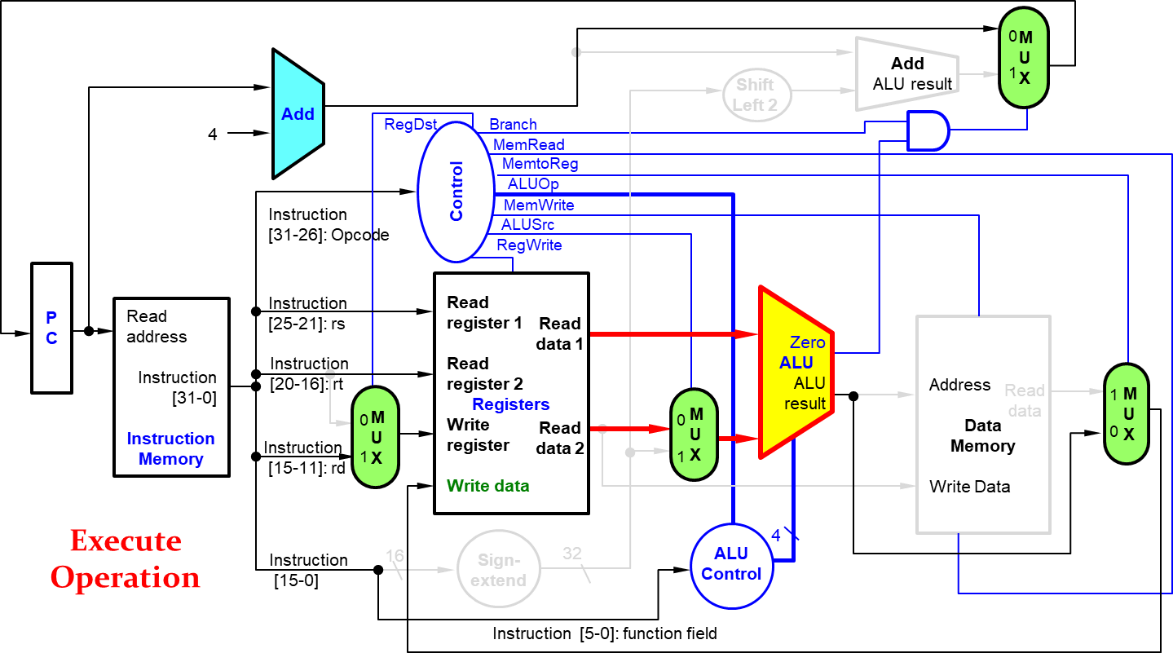 0 M
U
1 X
Add
ALU result
Shift
Left 2
Add
4
RegDst
Branch
MemRead
MemtoReg
ALUOp
MemWrite
ALUSrc
RegWrite
Control
Instruction
[31-26]: Opcode
P
C
Read
address
Instruction
[31-0]
Instruction
Memory
Instruction
[25-21]: rs
Instruction
[20-16]: rt
Instruction
[15-11]: rd
0 M
U
1 X
Read
register 1
Read
data 1
Read
register 2
Registers
Write
register
Read
data 2
Write data
0 M
U
1 X
Zero
ALU
ALU
result
Address
Read
data
Data
Memory
Write Data
1 M
U
0 X
Execute
Operation
Instruction
[15-0]
16
Sign-
extend
32
ALU
Control
4
Instruction [5-0]: function field